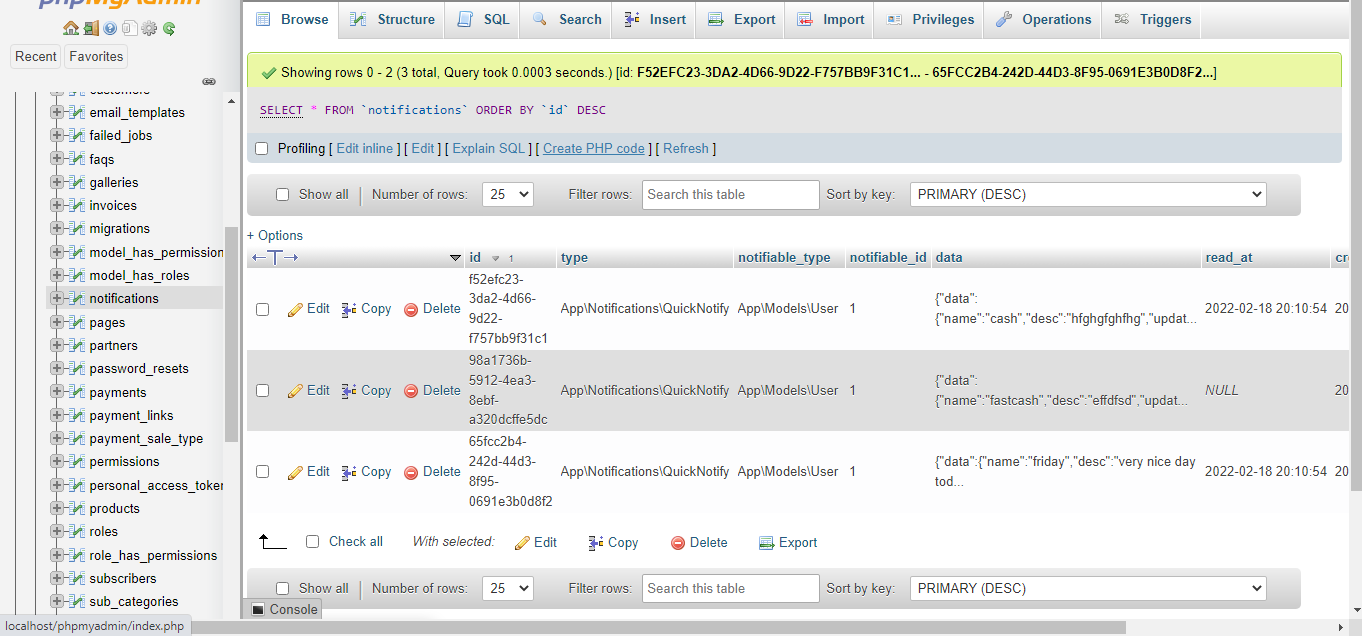 phpMyAdmin
Recent Favorites
customers
email_templates
failed_jobs
faqs
galleries
invoices
migrations
model_has_permission
model_has_roles
notifications
pages
partners
password_resets
payments
payment_links
payment_sale_type
permissions
personal_access_token
products
roles
role_has_permissions
subscribers
sub_categories
localhost/phpmyadmin/index.php
Browse Structure SQL Search Insert Export Import Privileges Operations Triggers
Showing rows 0 - 2 (3 total, Query took 0.0003 seconds.) [id: F52EFC23-3DA2-4D66-9D22-F757BB9F31C1... - 65FCC2B4-242D-44D3-8F95-0691E3B0D8F2...]
SELECT * FROM `notifications` ORDER BY `id` DESC
Profiling [ Edit inline ] [ Edit ] [ Explain SQL ] [ Create PHP code ] [ Refresh ]
Show all Number of rows: 25 Filter rows: Search this table Sort by key: PRIMARY (DESC)
+ Options
id 1 type notifiable_type notifiable_id data read_at cr
f52efc23-
3da2-4d66-
9d22-
f757bb9f31c1
Edit Copy Delete App\Notifications\QuickNotify App\Models\User 1
{"data":
{"name":"cash","desc":"hfghgfghfhg","updat...
2022-02-18 20:10:54 20
98a1736b-
5912-4ea3-
8ebf-
a320dcffe5dc
Edit Copy Delete App\Notifications\QuickNotify App\Models\User 1
{"data":
{"name":"fastcash","desc":"effdfsd","updat...
NULL 20
65fcc2b4-
242d-44d3-
8f95-
0691e3b0d8f2
Edit Copy Delete App\Notifications\QuickNotify App\Models\User 1
{"data":{"name":"friday","desc":"very nice day
tod...
2022-02-18 20:10:54 20
Check all With selected: Edit Copy Delete Export
Show all Number of rows: 25 Filter rows: Search this table Sort by key: PRIMARY (DESC)
Console